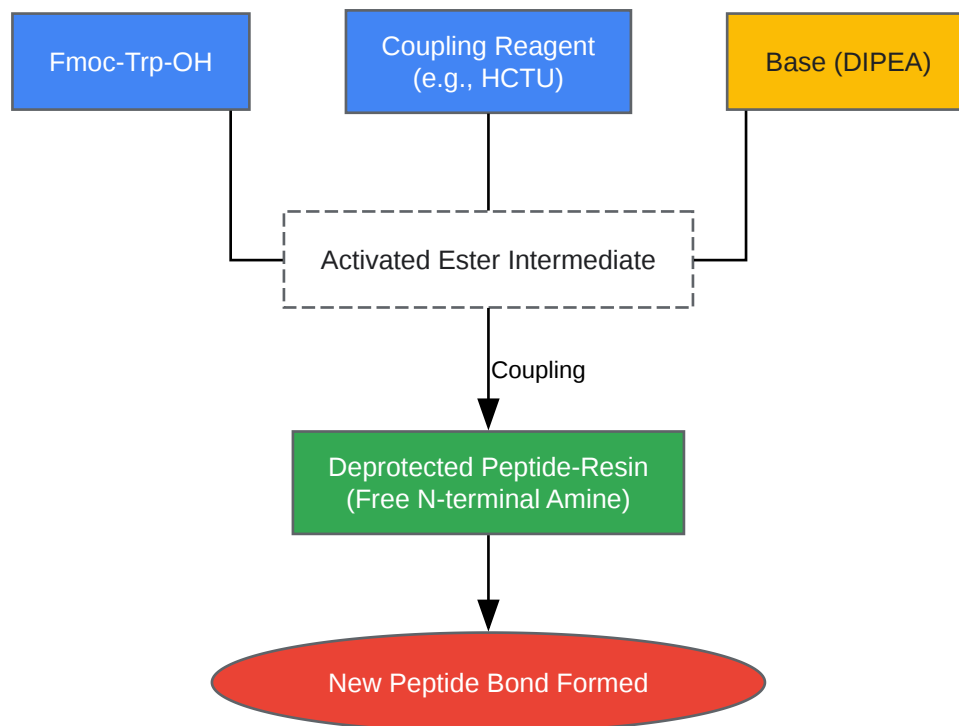 Fmoc-Trp-OH
Coupling Reagent
(e.g., HCTU)
Base (DIPEA)
Activated Ester Intermediate
Coupling
Deprotected Peptide-Resin
(Free N-terminal Amine)
New Peptide Bond Formed